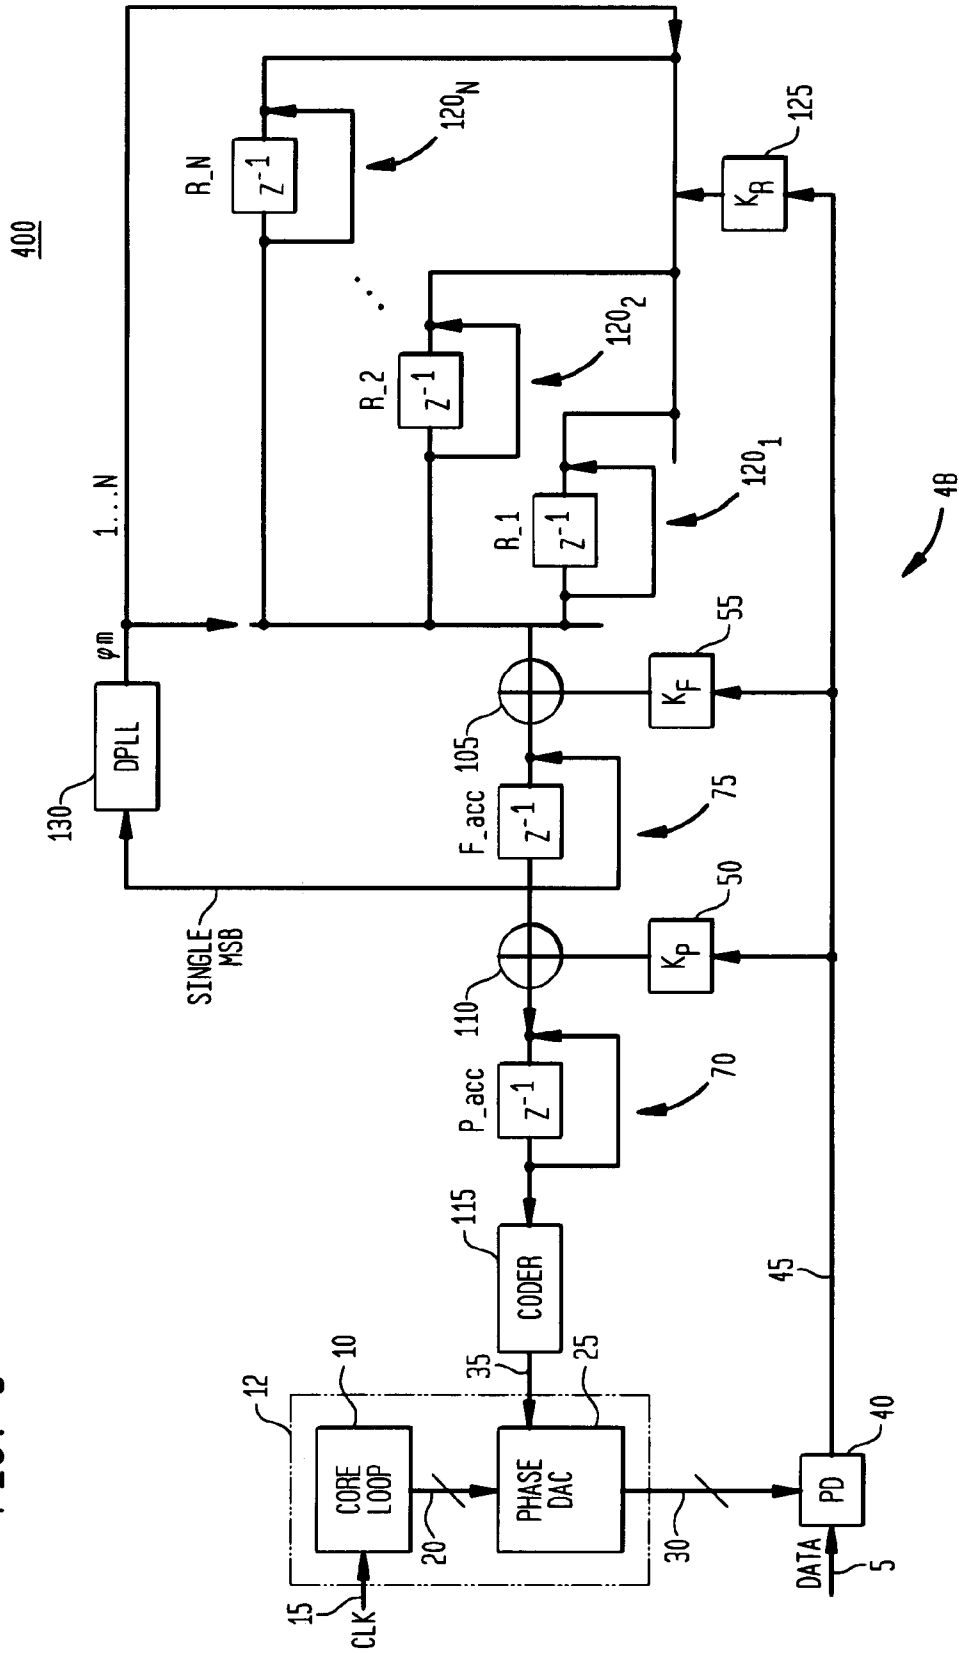 400
1...N
φm
DPLL
130
SINGLE
MSB
R_N
Z⁻¹
120N
R_2
Z⁻¹
120₂
R_1
Z⁻¹
120₁
KR
125
105
KF
55
F_acc
Z⁻¹
75
110
KP
50
P_acc
Z⁻¹
70
CODER
115
35
12
CORE
LOOP
10
15
CLK
20
PHASE
DAC
25
30
DATA
5
PD
40
45
48